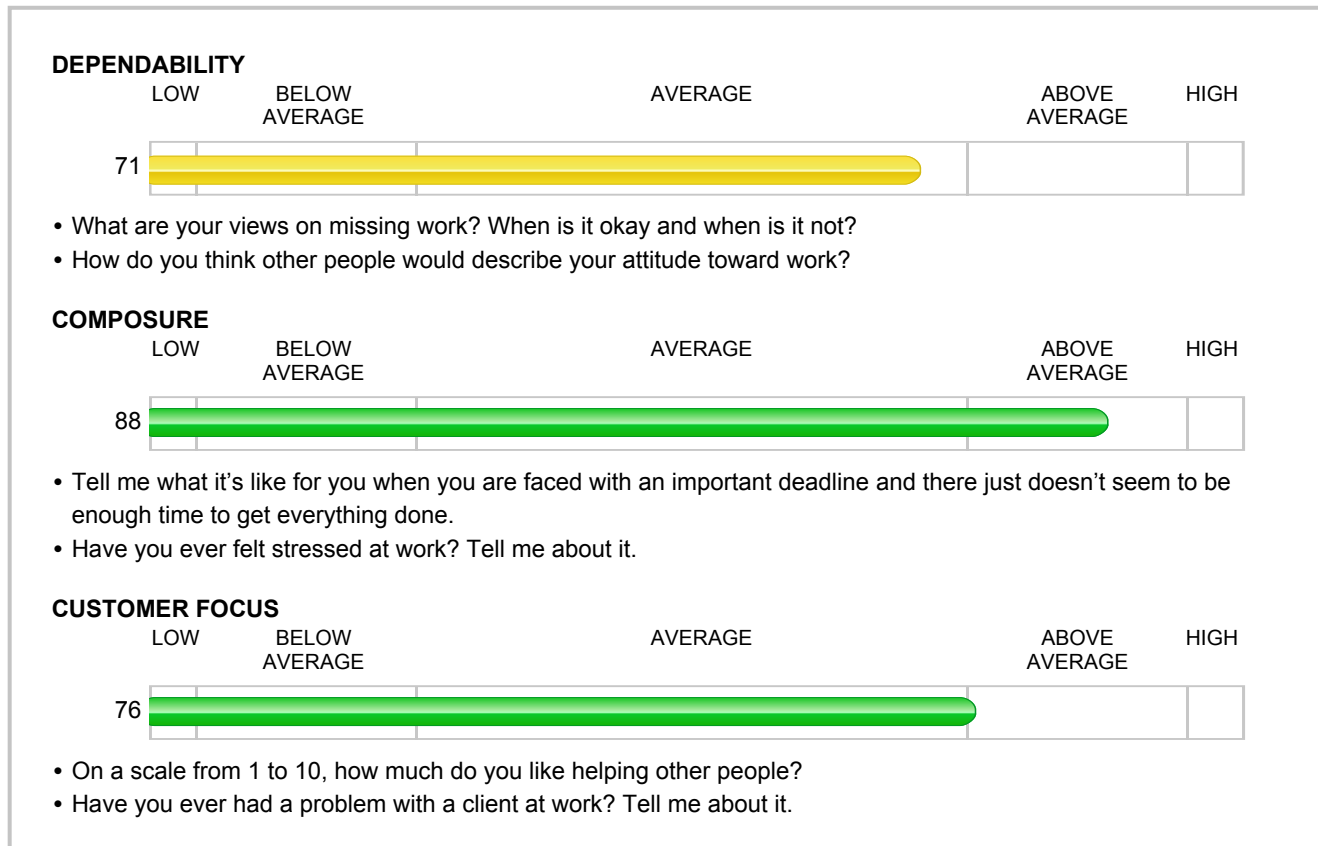 DEPENDABILITY
LOW BELOW AVERAGE ABOVE HIGH
AVERAGE AVERAGE
71
• What are your views on missing work? When is it okay and when is it not?
• How do you think other people would describe your attitude toward work?
COMPOSURE
LOW BELOW AVERAGE ABOVE HIGH
AVERAGE AVERAGE
88
• Tell me what it’s like for you when you are faced with an important deadline and there just doesn’t seem to be
enough time to get everything done.
• Have you ever felt stressed at work? Tell me about it.
CUSTOMER FOCUS
LOW BELOW AVERAGE ABOVE HIGH
AVERAGE AVERAGE
76
• On a scale from 1 to 10, how much do you like helping other people?
• Have you ever had a problem with a client at work? Tell me about it.